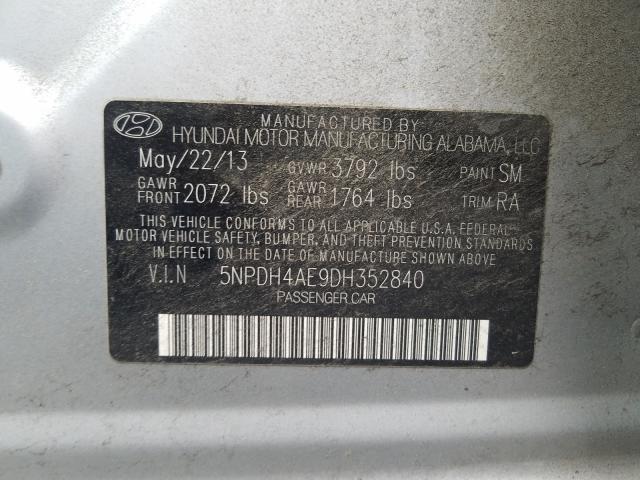 MANUFACTURED BY
HYUNDAI MOTOR MANUFACTURING ALABAMA, LLC
May/22/13 GVWR 3792 lbs PAINT SM
GAWR FRONT 2072 lbs GAWR REAR 1764 lbs TRIM RA
THIS VEHICLE CONFORMS TO ALL APPLICABLE U.S.A. FEDERAL
MOTOR VEHICLE SAFETY, BUMPER, AND THEFT PREVENTION
STANDARDS IN EFFECT ON THE DATE OF MANUFACTURE SHOWN ABOVE.
V.I.N 5NPDH4AE9DH352840
PASSENGER CAR